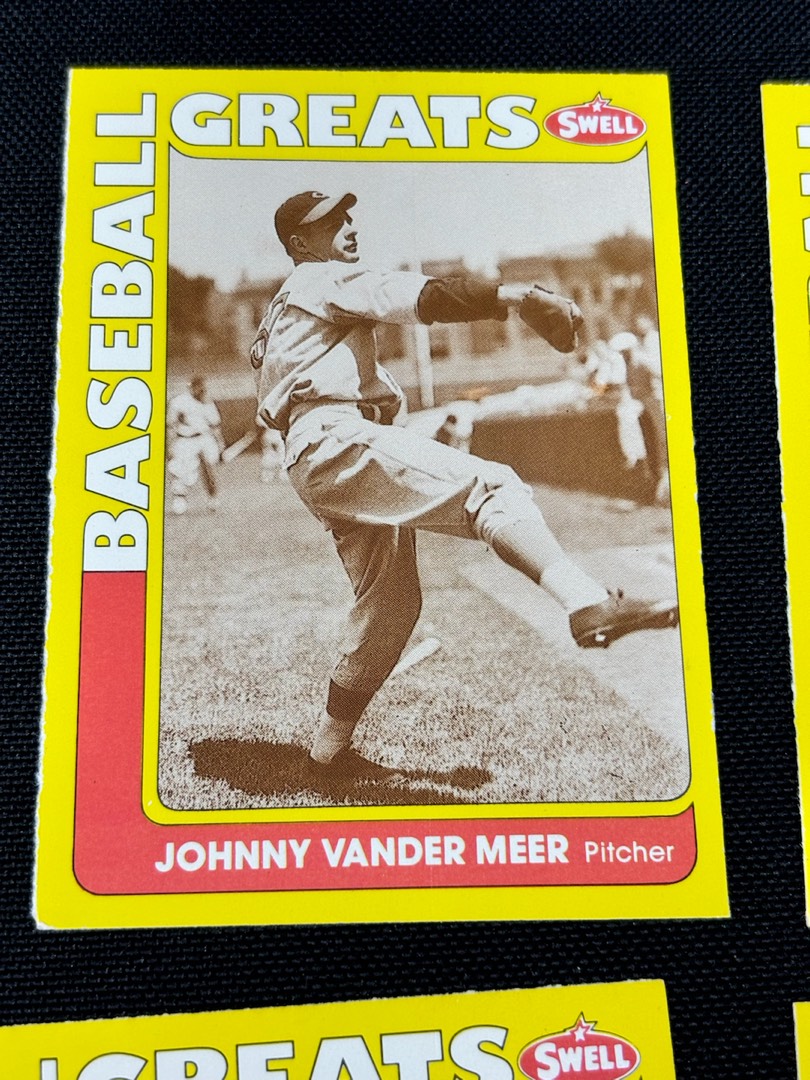 BASEBALL
GREATS
SWELL
JOHNNY VANDER MEER Pitcher
GREATS
SWELL